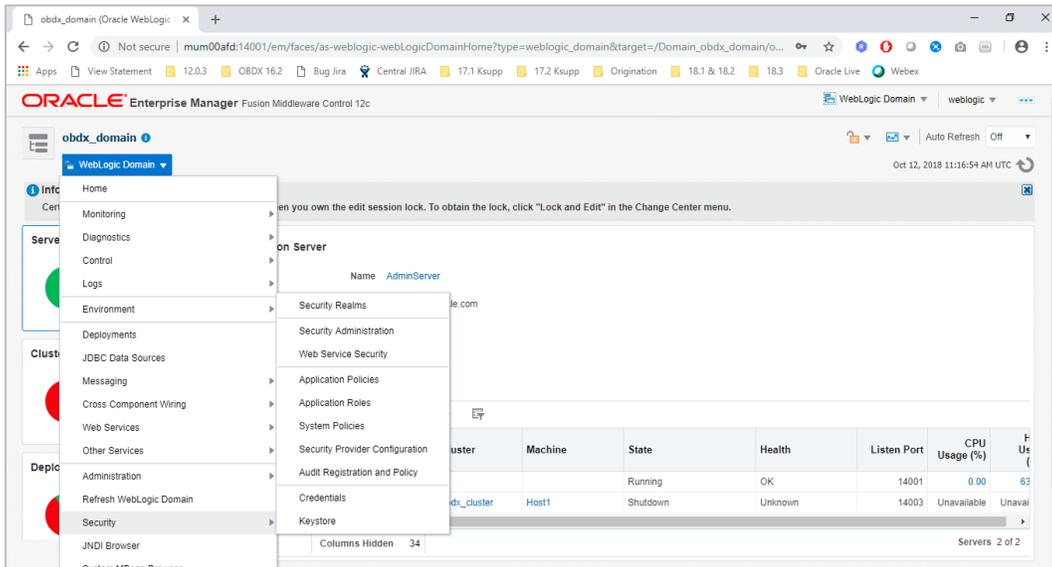 obdx_domain (Oracle WebLogic
Not secure | mum00afd:14001/em/faces/as-weblogic-webLogicDomainHome?type=weblogic_domain&target=/Domain_obdx_domain/o...
Apps View Statement 12.0.3 OBDX 16.2 Bug Jira Central JIRA 17.1 Ksupp 17.2 Ksupp Origination 18.1 & 18.2 18.3 Oracle Live Webex
ORACLE Enterprise Manager Fusion Middleware Control 12c
WebLogic Domain weblogic
obdx_domain
Auto Refresh Off
WebLogic Domain
Oct 12, 2018 11:16:54 AM UTC
Home
Monitoring
Diagnostics
Control
Logs
Environment
Deployments
JDBC Data Sources
Messaging
Cross Component Wiring
Web Services
Other Services
Administration
Refresh WebLogic Domain
Security
JNDI Browser
Security Realms
Security Administration
Web Service Security
Application Policies
Application Roles
System Policies
Security Provider Configuration
Audit Registration and Policy
Credentials
Keystore
en you own the edit session lock. To obtain the lock, click "Lock and Edit" in the Change Center menu.
on Server
Name AdminServer
le.com
uster Machine State Health Listen Port CPU Usage (%)
Running OK 14001 0.00 63
dx_cluster Host1 Shutdown Unknown 14003 Unavailable Unavai
Columns Hidden 34
Servers 2 of 2